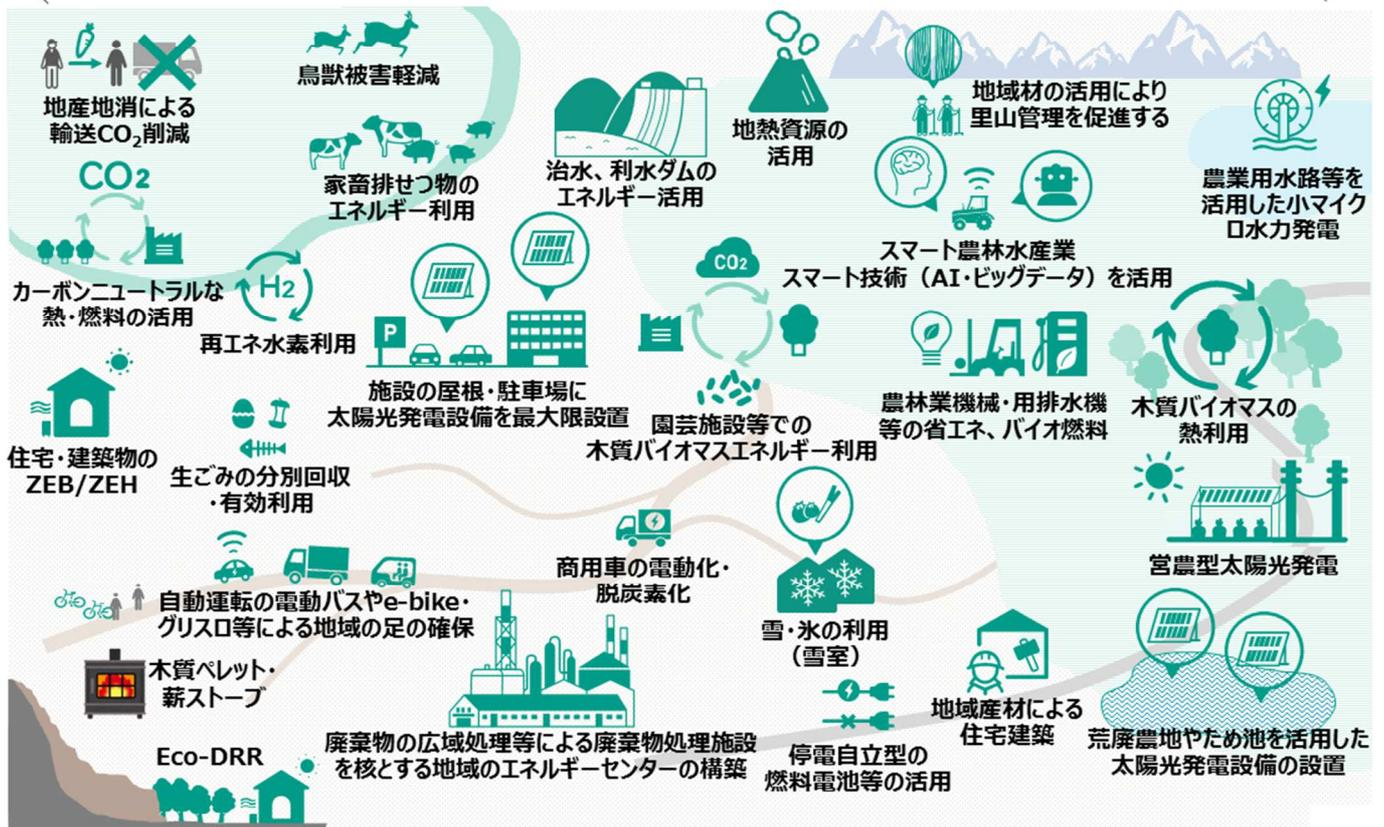 地産地消による
輸送CO2削減
鳥獣被害軽減
家畜排せつ物の
エネルギー利用
治水、利水ダムの
エネルギー活用
地熱資源の
活用
地域材の活用により
里山管理を促進する
農業用水路等を
活用した小マイク
ロ水力発電
スマート農林水産業
スマート技術（AI・ビッグデータ）を活用
CO2
カーボンニュートラルな
熱・燃料の活用
H2
再エネ水素利用
P
施設の屋根・駐車場に
太陽光発電設備を最大限設置
CO2
園芸施設等での
木質バイオマスエネルギー利用
農林業機械・用排水機
等の省エネ、バイオ燃料
木質バイオマスの
熱利用
住宅・建築物の
ZEB/ZEH
生ごみの分別回収
・有効利用
営農型太陽光発電
商用車の電動化・
脱炭素化
自動運転の電動バスやe-bike・
グリスロ等による地域の足の確保
雪・氷の利用
（雪室）
木質ペレット・
薪ストーブ
Eco-DRR
廃棄物の広域処理等による廃棄物処理施設
を核とする地域のエネルギーセンターの構築
停電自立型の
燃料電池等の活用
地域産材による
住宅建築
荒廃農地やため池を活用した
太陽光発電設備の設置